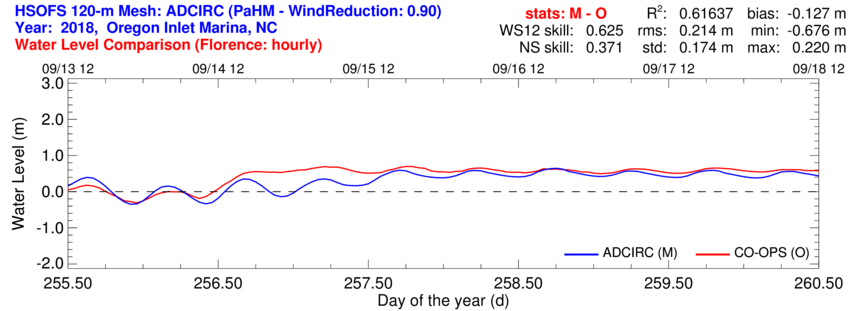 HSOFS 120-m Mesh: ADCIRC (PaHM - WindReduction: 0.90)
Year: 2018, Oregon Inlet Marina, NC
Water Level Comparison (Florence: hourly)
stats: M - O R²: 0.61637 bias: -0.127 m
WS12 skill: 0.625 rms: 0.214 m min: -0.676 m
NS skill: 0.371 std: 0.174 m max: 0.220 m
09/13 12 09/14 12 09/15 12 09/16 12 09/17 12 09/18 12
3.0
2.0
1.0
0.0
-1.0
-2.0
Water Level (m)
ADCIRC (M) CO-OPS (O)
255.50 256.50 257.50 258.50 259.50 260.50
Day of the year (d)